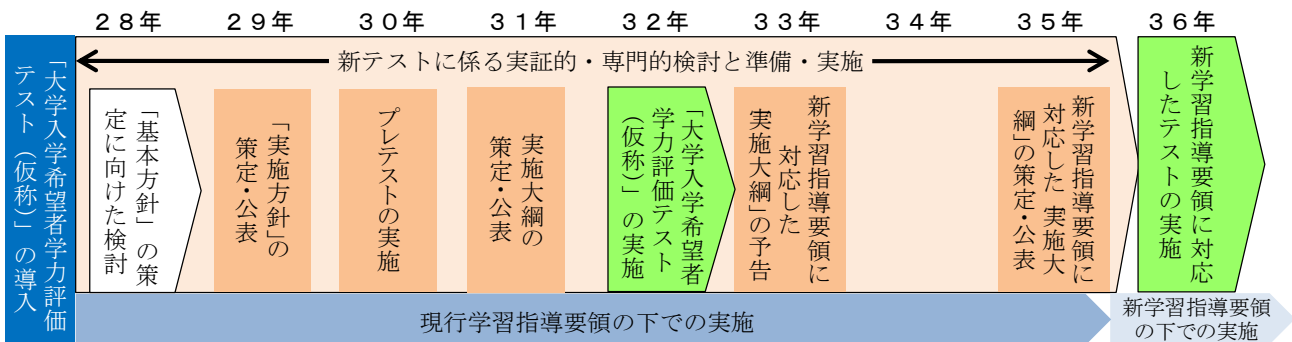 ２８年　２９年　３０年　３１年　３２年　３３年　３４年　３５年　３６年
「大学入学希望者学力評価
テスト（仮称）」の導入
新テストに係る実証的・専門的検討と準備・実施
「基本方針」の策
定に向けた検討
「実施方針」の
策定・公表
プレテストの実施
実施大綱の
策定・公表
「大学入学希望者
学力評価テスト
（仮称）」の実施
新学習指導要領に
対応した
実施大綱」の予告
新学習指導要領に
対応した 実施大
綱」の策定・公表
新学習指導要領に対応
したテストの実施
現行学習指導要領の下での実施
新学習指導要領
の下での実施